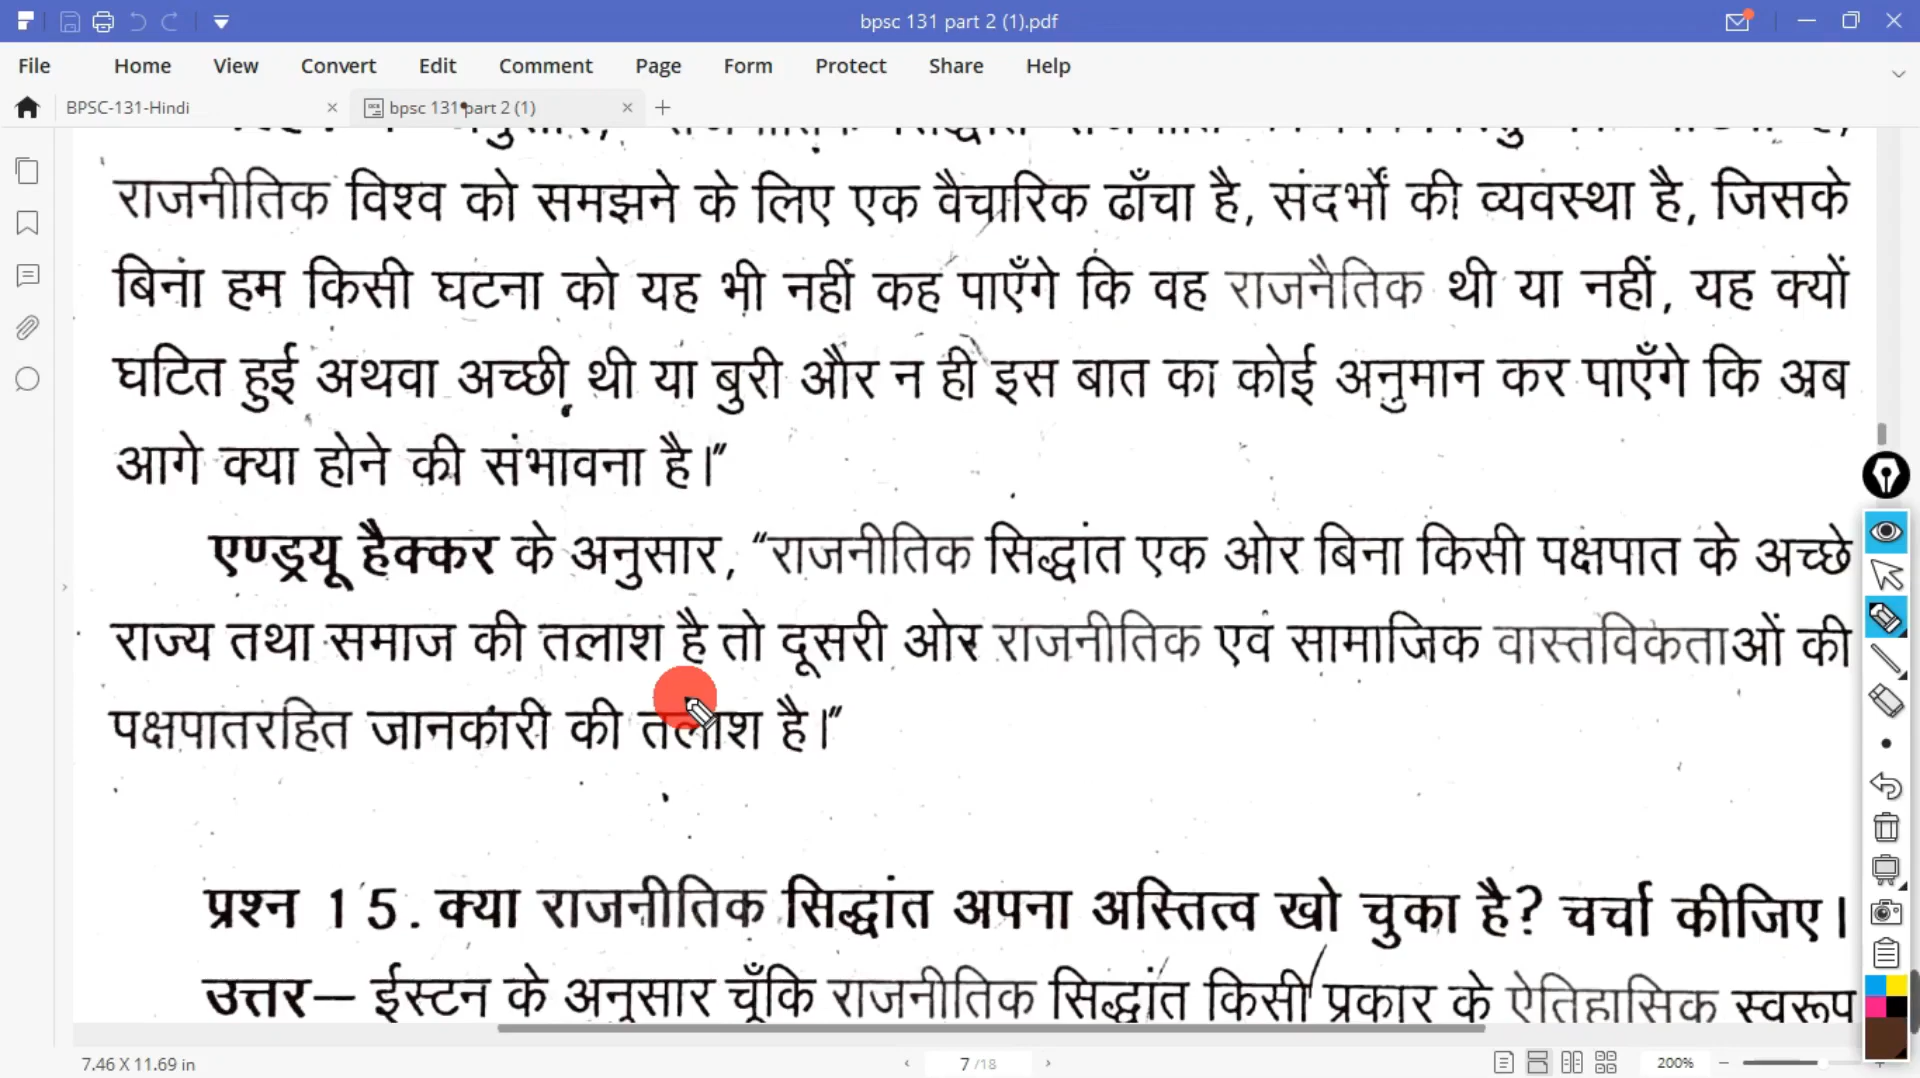 bpsc 131 part 2 (1).pdf
File Home View Convert Edit Comment Page Form Protect Share Help
BPSC-131-Hindi
bpsc 131 part 2 (1)
राजनीतिक विश्व को समझने के लिए एक वैचारिक ढाँचा है, संदर्भों की व्यवस्था है, जिसके
बिना हम किसी घटना को यह भी नहीं कह पाएँगे कि वह राजनैतिक थी या नहीं, यह क्यों
घटित हुई अथवा अच्छी थी या बुरी और न ही इस बात का कोई अनुमान कर पाएँगे कि अब
आगे क्या होने की संभावना है।"
एण्ड्रयू हैक्कर के अनुसार, "राजनीतिक सिद्धांत एक ओर बिना किसी पक्षपात के अच्छे
राज्य तथा समाज की तलाश है तो दूसरी ओर राजनीतिक एवं सामाजिक वास्तविकताओं की
पक्षपातरहित जानकारी की तलाश है।"
प्रश्न 15. क्या राजनीतिक सिद्धांत अपना अस्तित्व खो चुका है? चर्चा कीजिए।
उत्तर— ईस्टन के अनुसार चूँकि राजनीतिक सिद्धांत किसी प्रकार के ऐतिहासिक स्वरूप
7.46 X 11.69 in
7 /18
200%